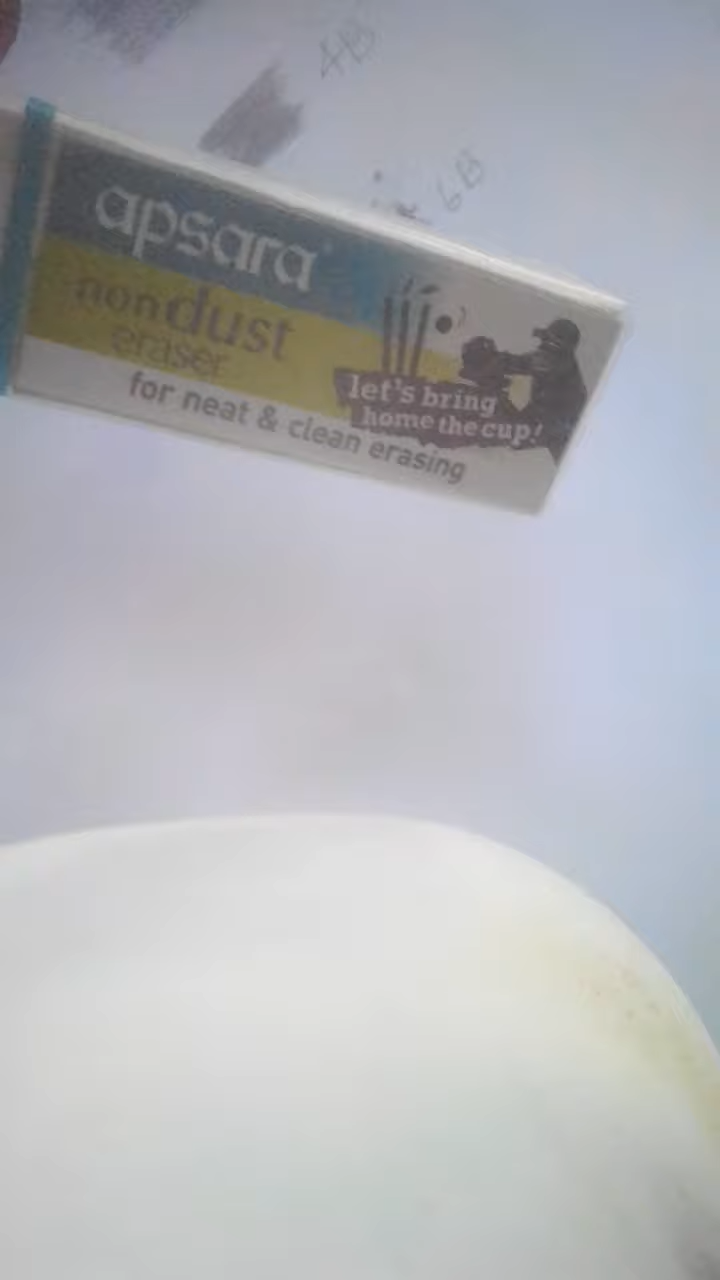 4B
6B
apsara
nondust
eraser
for neat & clean erasing
let's bring
home the cup!